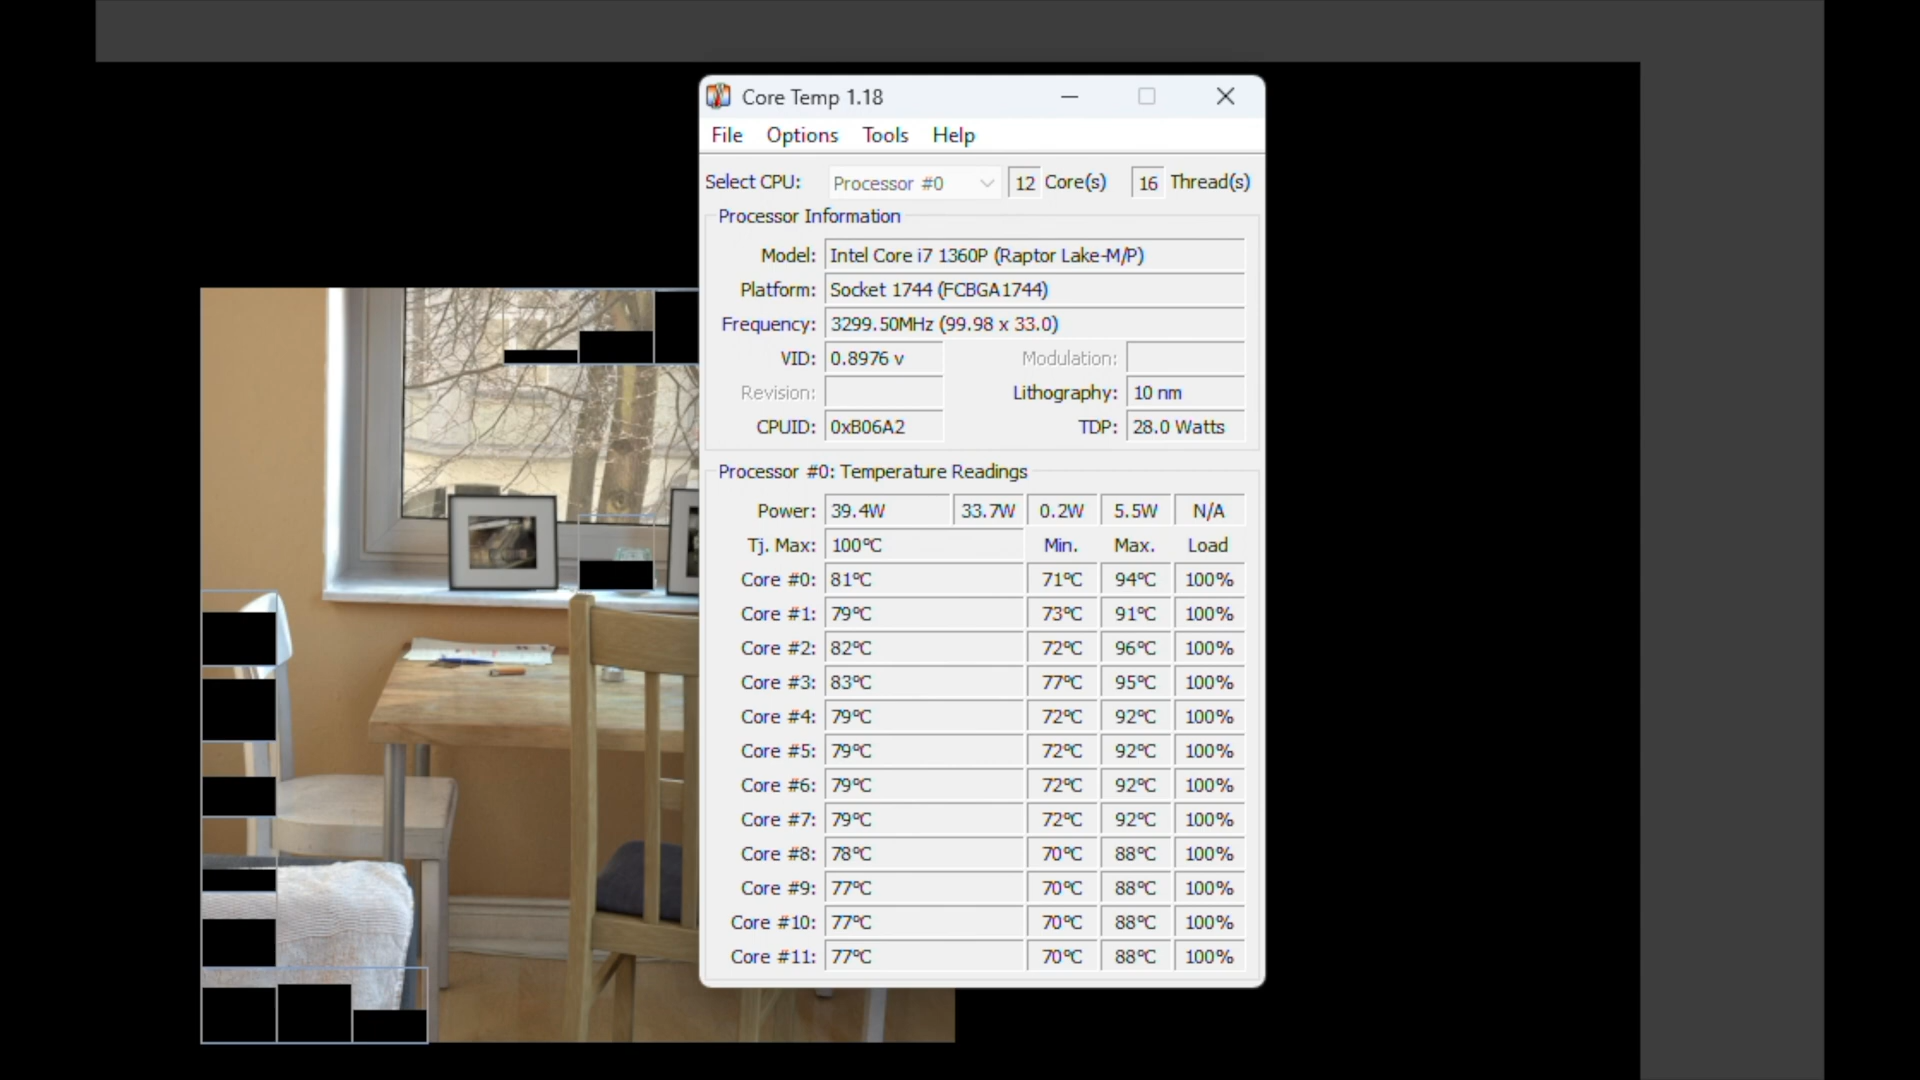 Core Temp 1.18
File Options Tools Help
Select CPU: Processor #0 12 Core(s) 16 Thread(s)
Processor Information
Model: Intel Core i7 1360P (Raptor Lake-M/P)
Platform: Socket 1744 (FCBGA1744)
Frequency: 3299.50MHz (99.98 x 33.0)
VID: 0.8976 v Modulation:
Revision: Lithography: 10 nm
CPUID: 0xB06A2 TDP: 28.0 Watts
Processor #0: Temperature Readings
Power: 39.4W 33.7W 0.2W 5.5W N/A
Tj. Max: 100°C Min. Max. Load
Core #0: 81°C 71°C 94°C 100%
Core #1: 79°C 73°C 91°C 100%
Core #2: 82°C 72°C 96°C 100%
Core #3: 83°C 77°C 95°C 100%
Core #4: 79°C 72°C 92°C 100%
Core #5: 79°C 72°C 92°C 100%
Core #6: 79°C 72°C 92°C 100%
Core #7: 79°C 72°C 92°C 100%
Core #8: 78°C 70°C 88°C 100%
Core #9: 77°C 70°C 88°C 100%
Core #10: 77°C 70°C 88°C 100%
Core #11: 77°C 70°C 88°C 100%